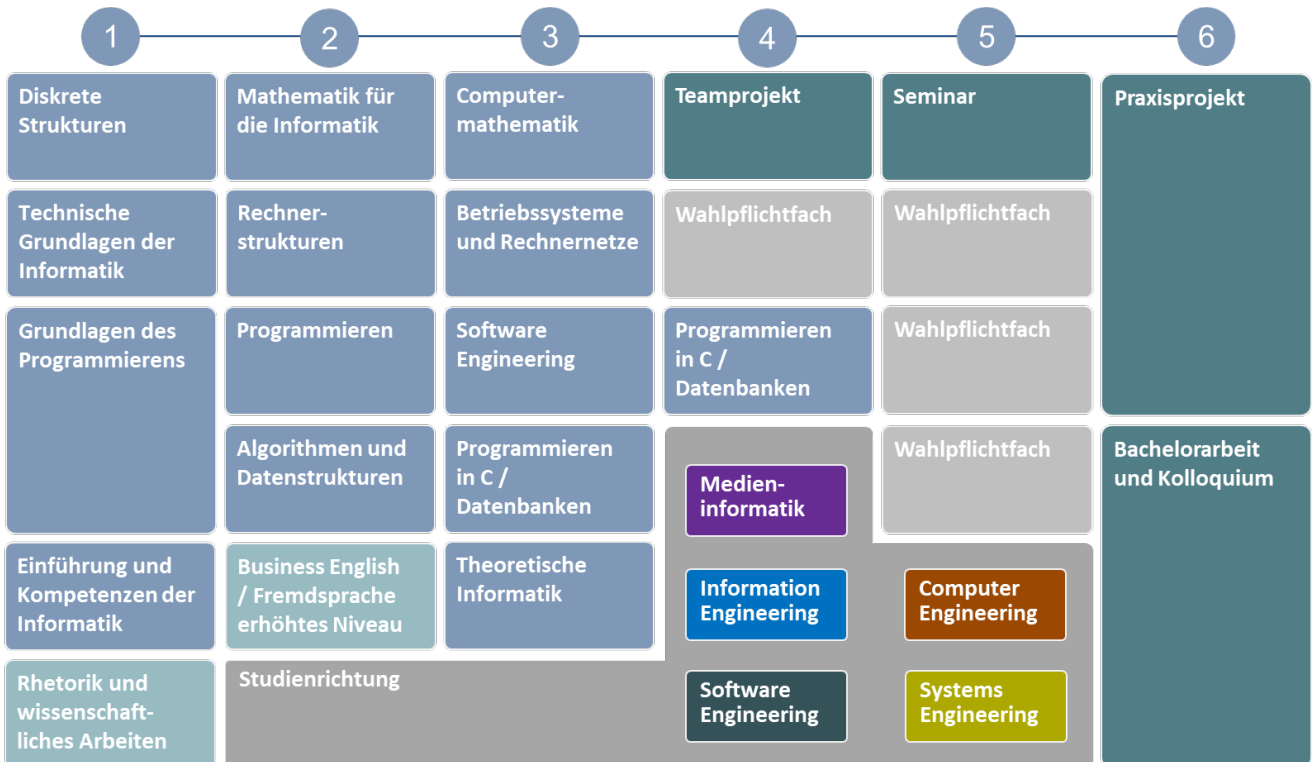 1
2
3
4
5
6
Diskrete
Strukturen
Mathematik für
die Informatik
Computer-
mathematik
Teamprojekt
Seminar
Praxisprojekt
Technische
Grundlagen der
Informatik
Rechner-
strukturen
Betriebssysteme
und Rechnernetze
Wahlpflichtfach
Wahlpflichtfach
Grundlagen des
Programmierens
Programmieren
Software
Engineering
Programmieren
in C /
Datenbanken
Wahlpflichtfach
Algorithmen und
Datenstrukturen
Programmieren
in C /
Datenbanken
Medien-
informatik
Wahlpflichtfach
Bachelorarbeit
und Kolloquium
Einführung und
Kompetenzen der
Informatik
Business English
/ Fremdsprache
erhöhtes Niveau
Theoretische
Informatik
Information
Engineering
Computer
Engineering
Rhetorik und
wissenschaft-
liches Arbeiten
Studienrichtung
Software
Engineering
Systems
Engineering